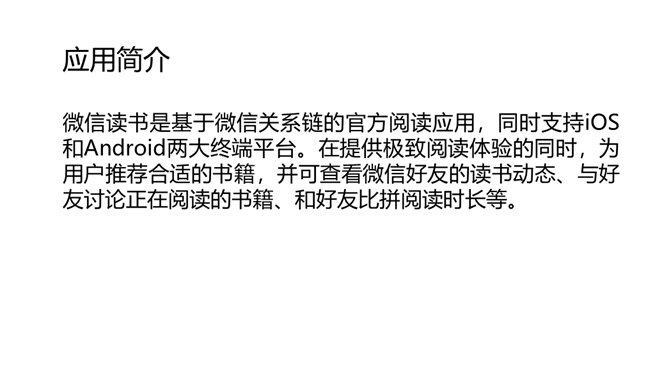 应用简介
微信读书是基于微信关系链的官方阅读应用，同时支持iOS
和Android两大终端平台。在提供极致阅读体验的同时，为
用户推荐合适的书籍，并可查看微信好友的读书动态、与好
友讨论正在阅读的书籍、和好友比拼阅读时长等。